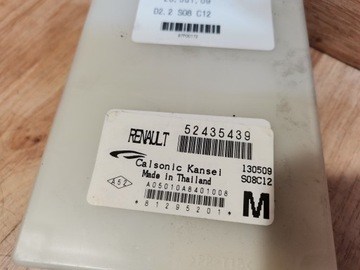 D2,2 S08 C12
RENAULT 52435439
Calsonic Kansei 130509
Made in Thailand S08C12
A05010A8401008
*81295201* M